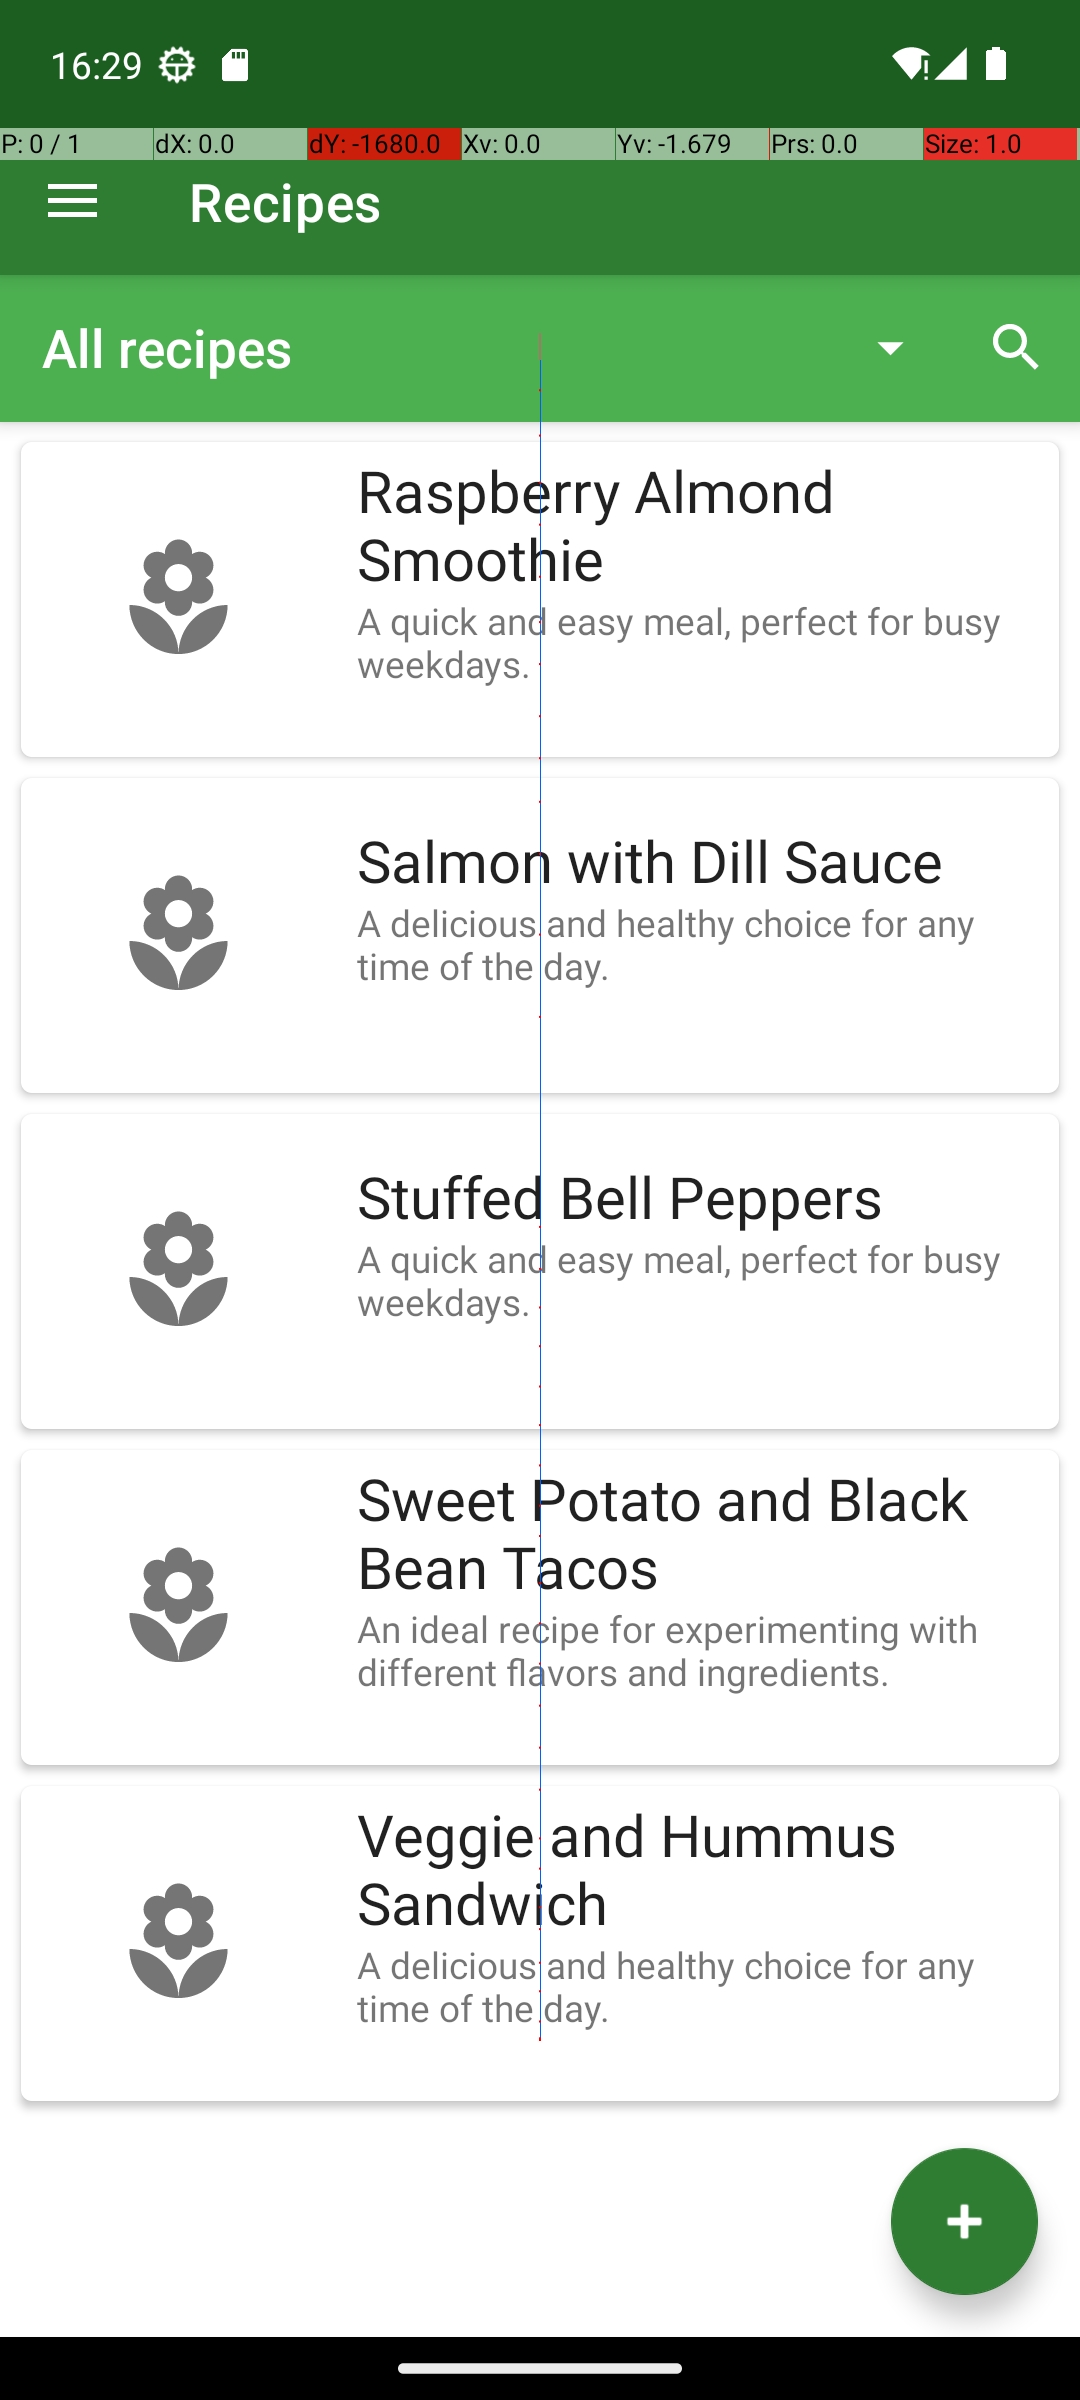 16:29
P: 0 / 1 dX: 0.0 dY: -1680.0 Xv: 0.0 Yv: -1.679 Prs: 0.0 Size: 1.0
Recipes
All recipes
Raspberry Almond
Smoothie
A quick and easy meal, perfect for busy
weekdays.
Salmon with Dill Sauce
A delicious and healthy choice for any
time of the day.
Stuffed Bell Peppers
A quick and easy meal, perfect for busy
weekdays.
Sweet Potato and Black
Bean Tacos
An ideal recipe for experimenting with
different flavors and ingredients.
Veggie and Hummus
Sandwich
A delicious and healthy choice for any
time of the day.